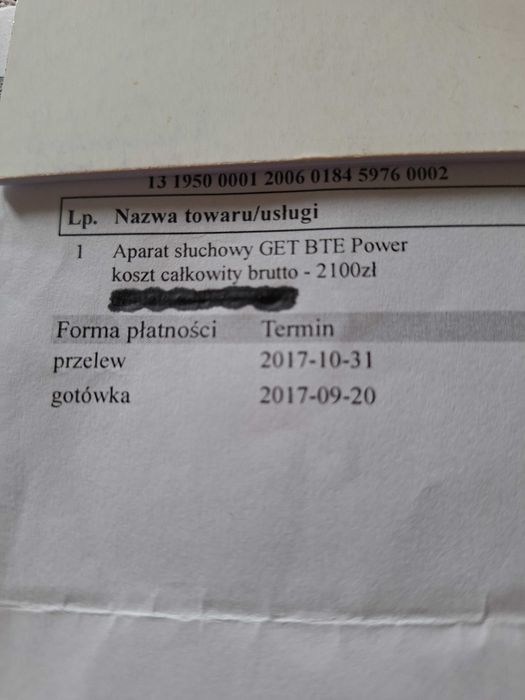 13 1950 0001 2006 0184 5976 0002
Lp. Nazwa towaru/usługi
1 Aparat słuchowy GET BTE Power
koszt całkowity brutto - 2100zł
Forma płatności Termin
przelew 2017-10-31
gotówka 2017-09-20